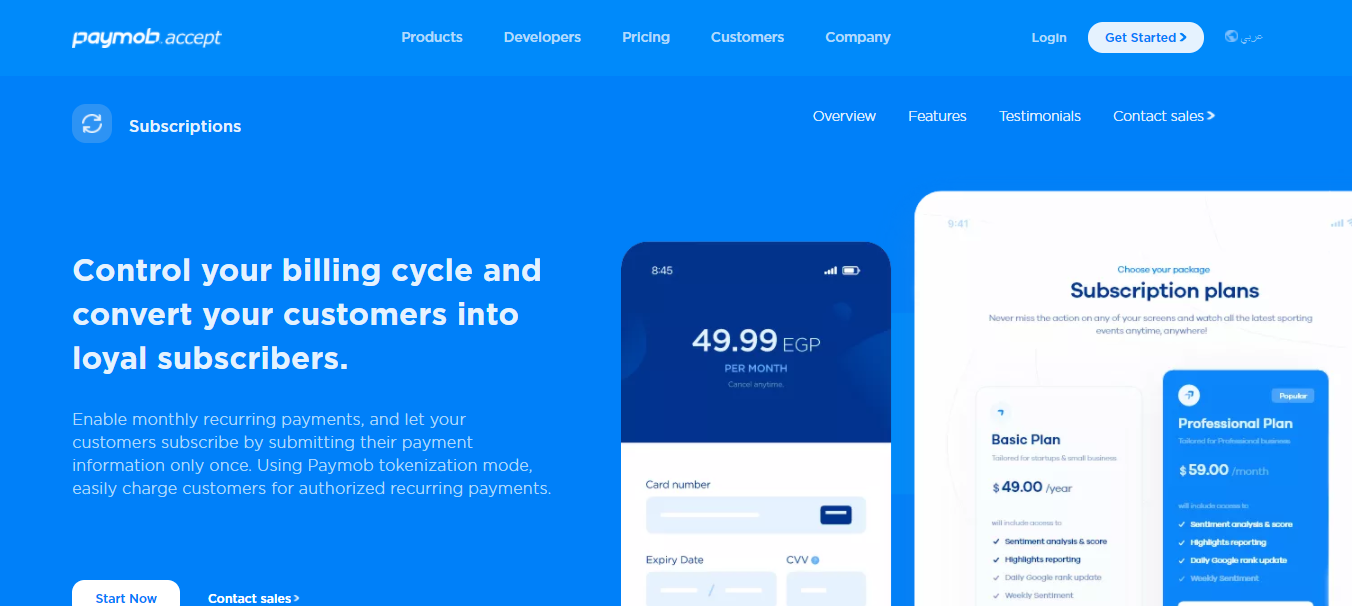 paymob accept
Products Developers Pricing Customers Company
Login Get Started عربي
Subscriptions
Overview Features Testimonials Contact sales
Control your billing cycle and
convert your customers into
loyal subscribers.
Enable monthly recurring payments, and let your
customers subscribe by submitting their payment
information only once. Using Paymob tokenization mode,
easily charge customers for authorized recurring payments.
Start Now Contact sales
8:45
49.99 EGP
PER MONTH
Cancel anytime.
Card number
Expiry Date CVV
/
9:41
Choose your package
Subscription plans
Never miss the action on any of your screens and watch all the latest sporting
events anytime, anywhere!
Basic Plan
Tailored for startups & small business
$ 49.00 /year
will include access to
Sentiment analysis & score
Highlights reporting
Daily Google rank update
Weekly Sentiment
Popular
Professional Plan
Tailored for Professional business
$ 59.00 /month
will include access to:
Sentiment analysis & score
Highlights reporting
Daily Google rank update
Weekly Sentiment